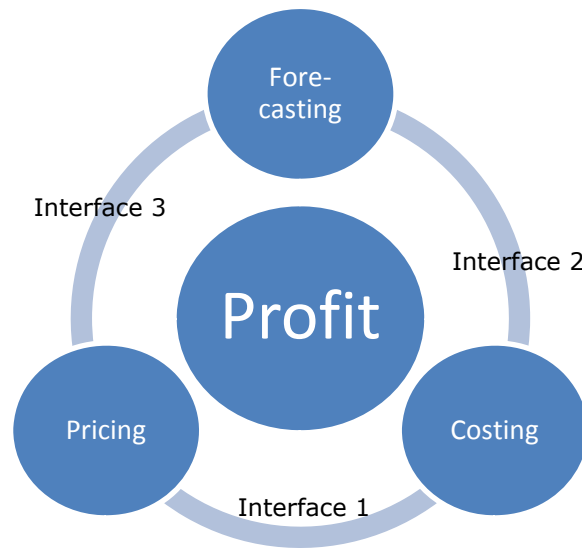 Fore-
casting
Interface 3
Interface 2
Profit
Pricing
Costing
Interface 1